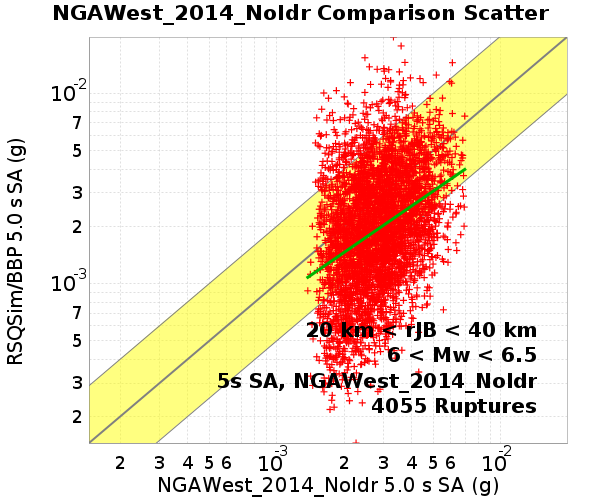 NGAWest_2014_NoIdr Comparison Scatter
RSQSim/BBP 5.0 s SA (g)
10-2
7
5
3
2
10-3
7
5
3
2
20 km < rJB < 40 km
6 < Mw < 6.5
5s SA, NGAWest_2014_NoIdr
4055 Ruptures
2 3 4 5 6 10-3 2 3 4 5 6 10-2
NGAWest_2014_NoIdr 5.0 s SA (g)